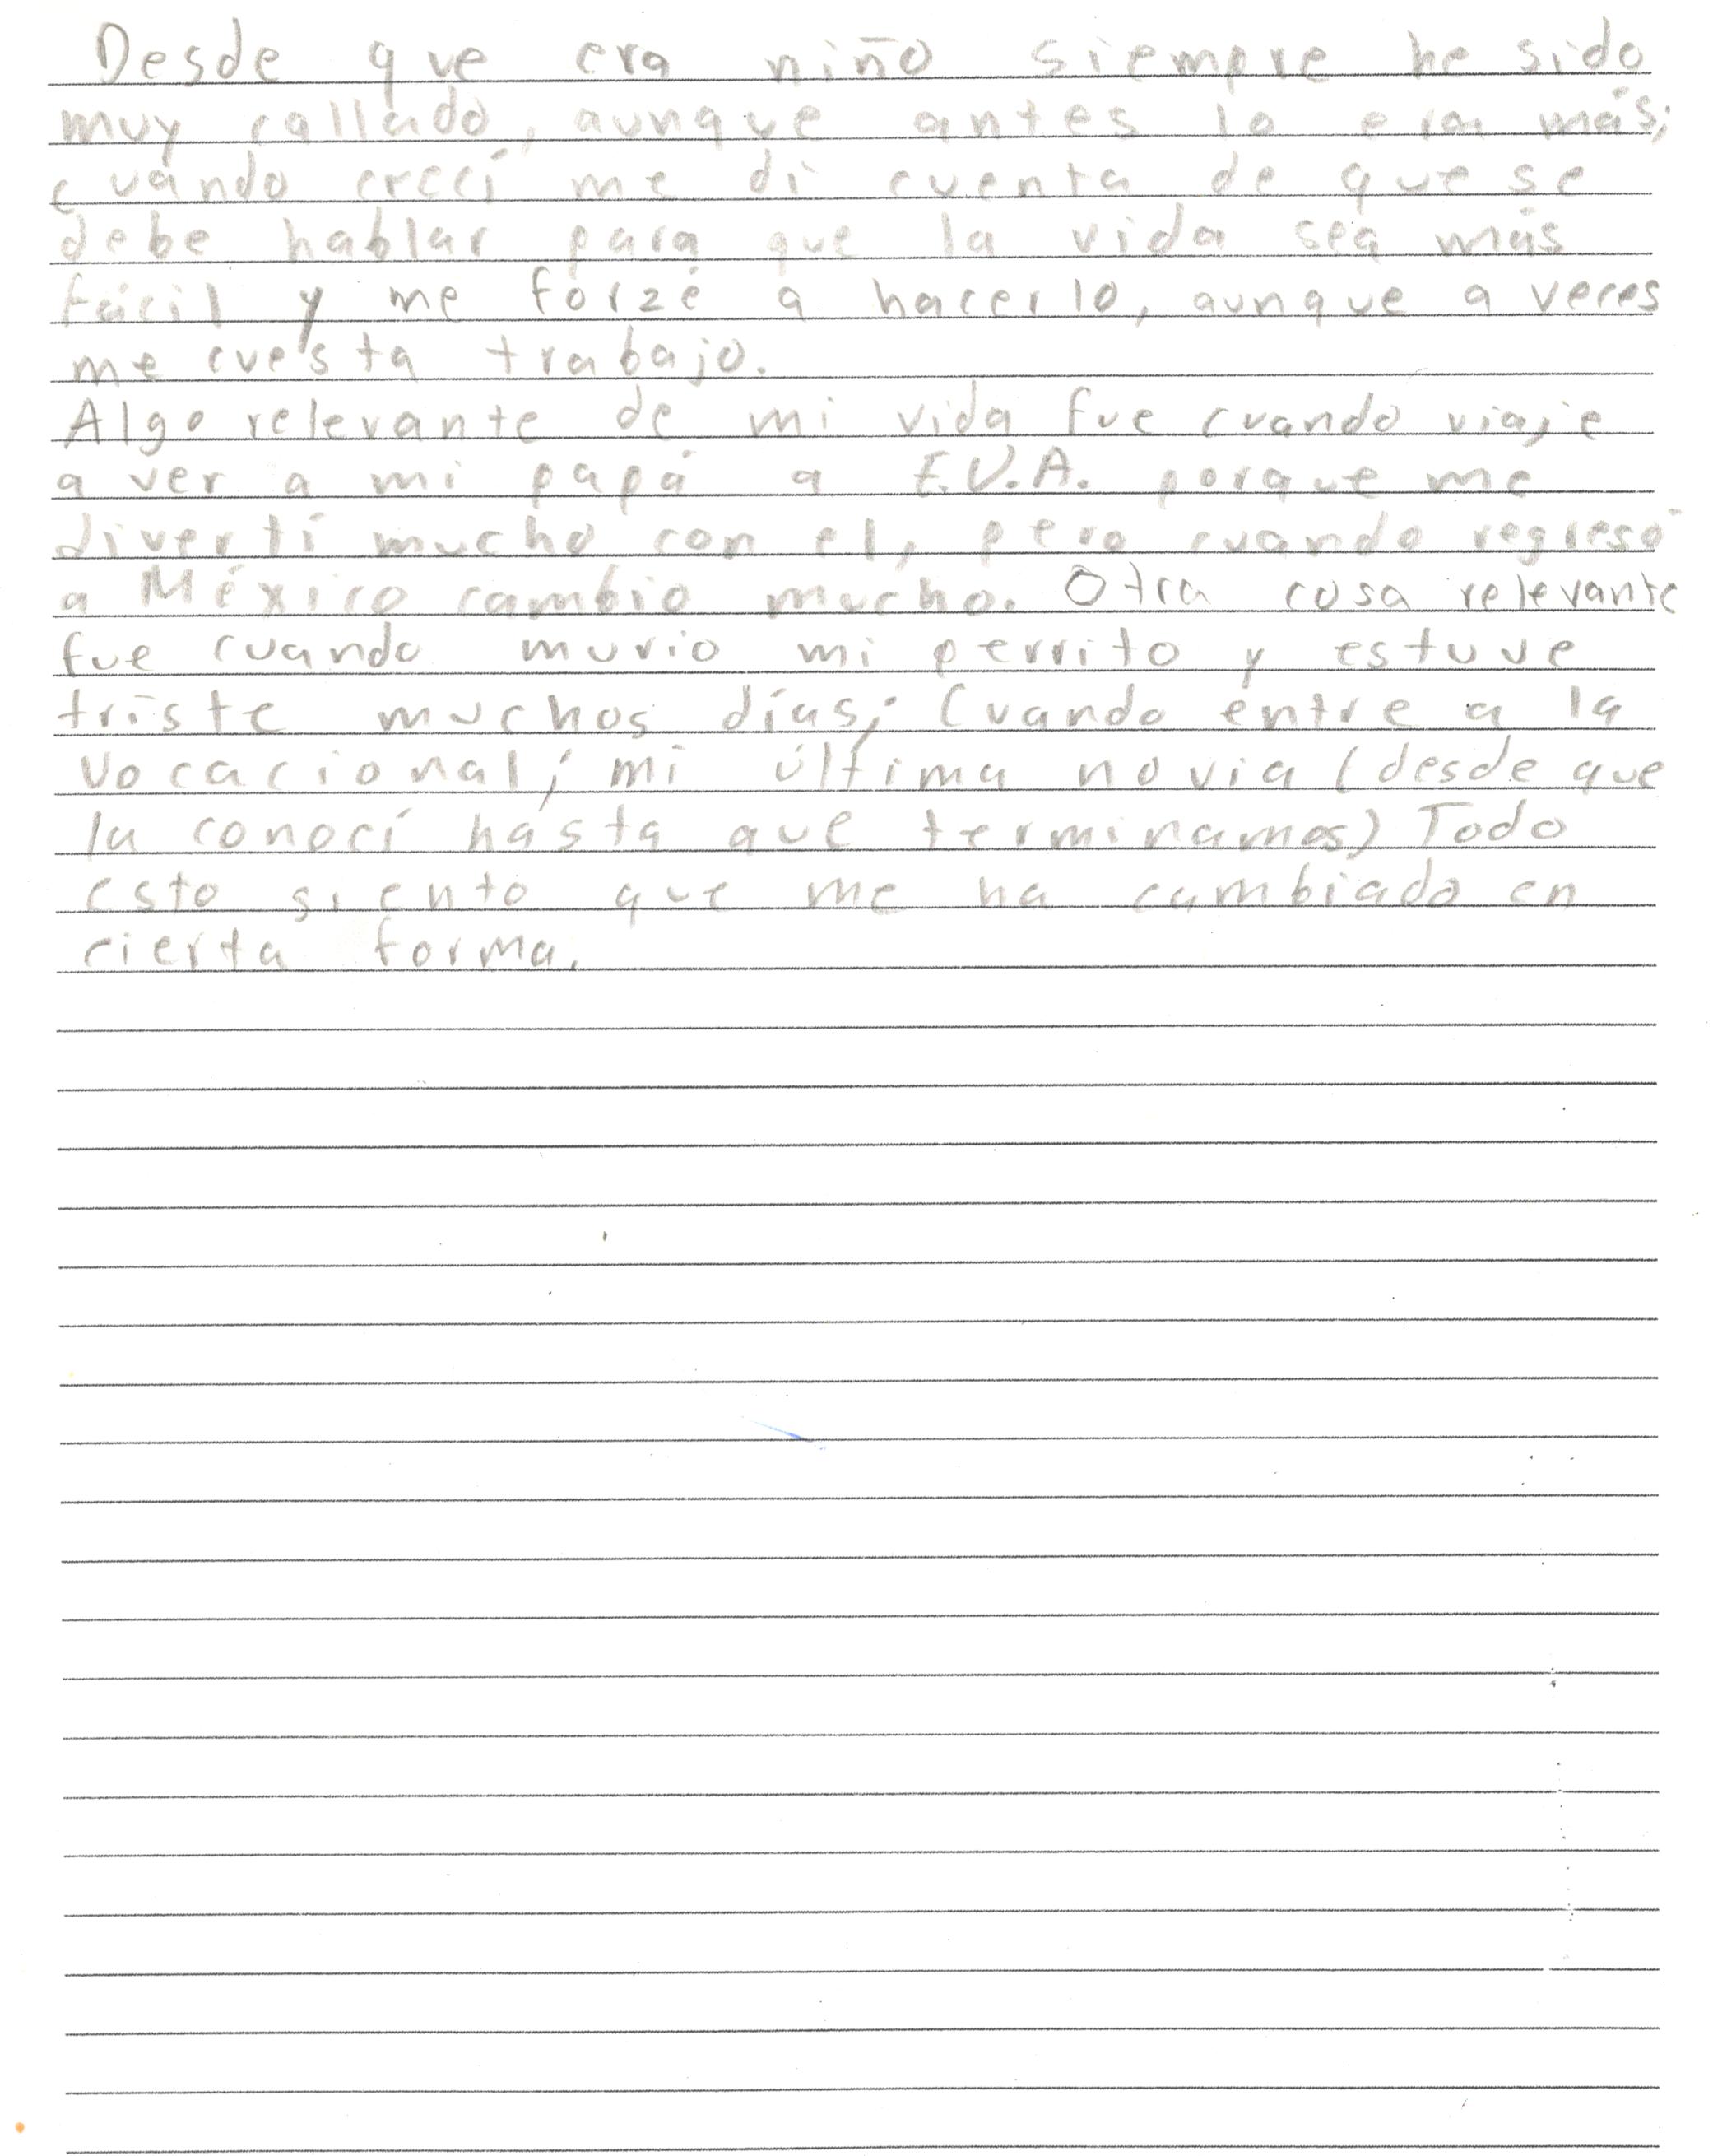 Desde que era niño siempre he sido
muy callado, aunque antes lo era más;
cuándo crecí me di cuenta de que se
debe hablar para que la vida sea más
fácil y me forzé a hacerlo, aunque a veces
me cuesta trabajo.
Algo relevante de mi vida fue cuando viaje
a ver a mi papá a E.U.A. porque me
divertí mucho con el, pero cuando regresó
a México cambio mucho. Otra cosa relevante
fue cuando murio mi perrito y estuve
triste muchos días; Cuando entre a la
Vocacional; mi última novia (desde que
la conocí hasta que terminamos) Todo
esto siento que me ha cambiado en
cierta forma.